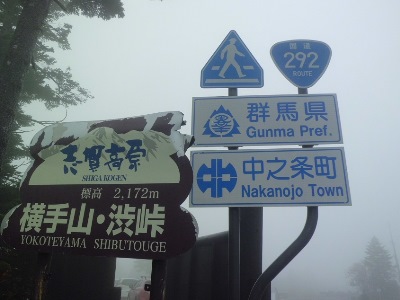 志賀高原
SHIGA KOGEN
標高 2,172m
横手山・渋峠
YOKOTEYAMA SHIBUTOUGE
国道
292
ROUTE
群馬県
Gunma Pref.
中之条町
Nakanojo Town